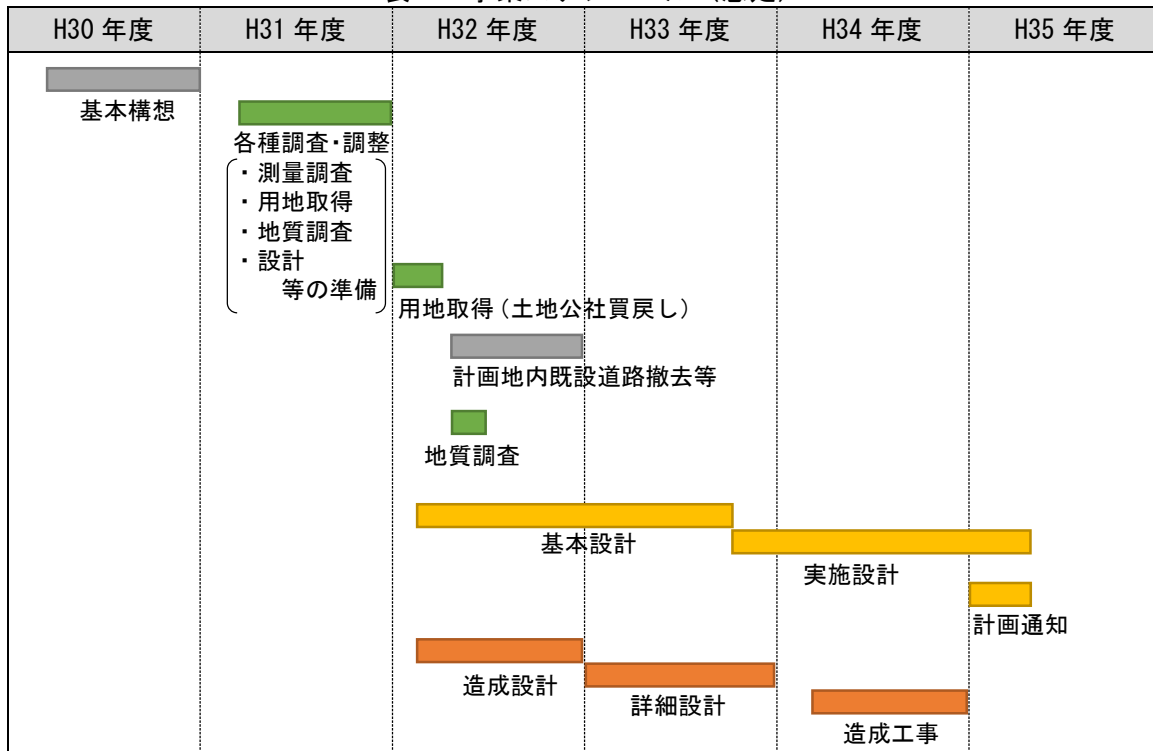 H30 年度 H31 年度 H32 年度 H33 年度 H34 年度 H35 年度
基本構想
各種調査・調整
・測量調査
・用地取得
・地質調査
・設計
等の準備
用地取得(土地公社買戻し)
計画地内既設道路撤去等
地質調査
基本設計
実施設計
計画通知
造成設計
詳細設計
造成工事